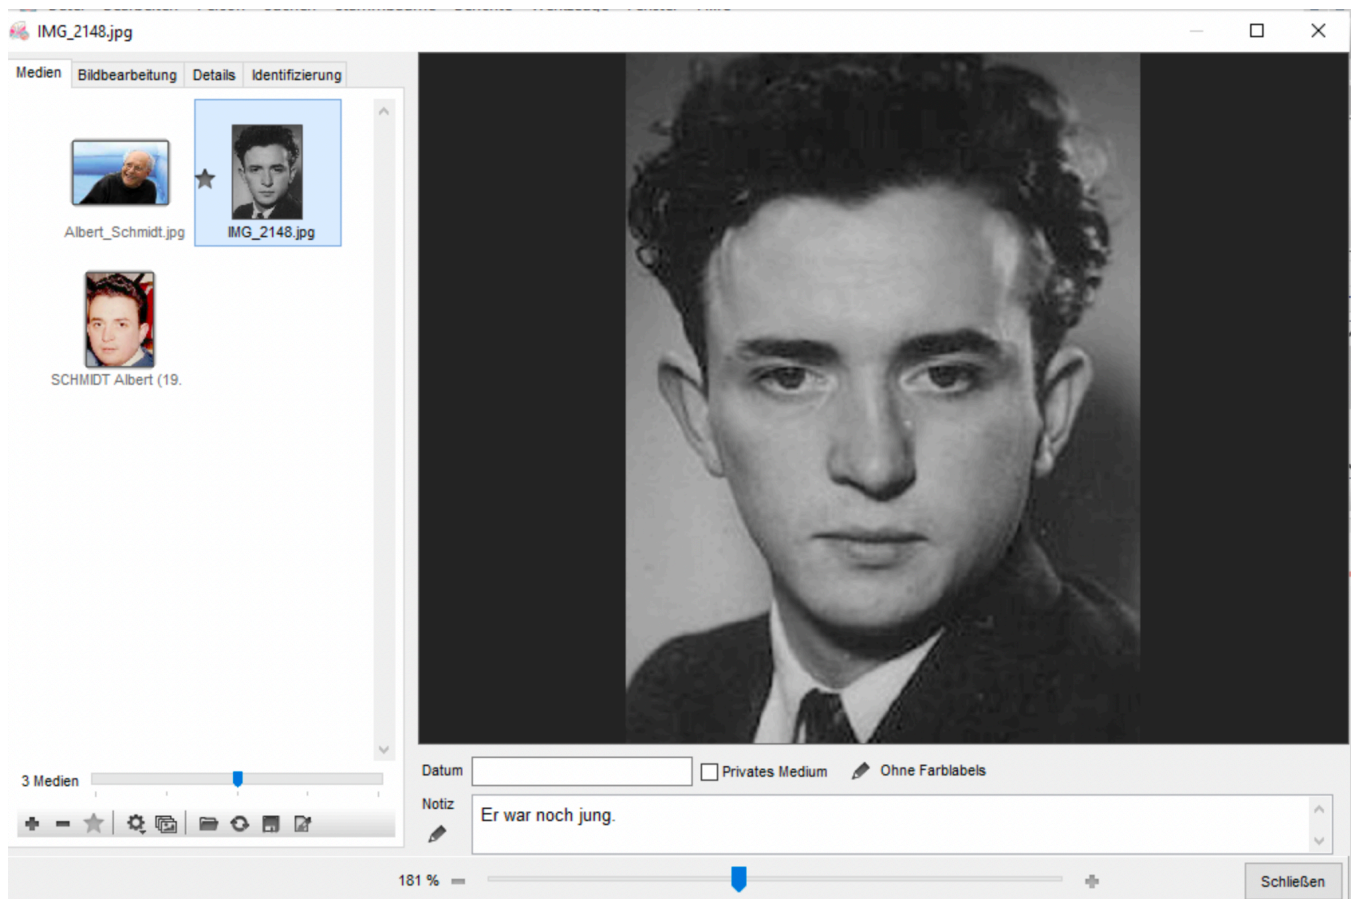 IMG_2148.jpg
Medien Bildbearbeitung Details Identifizierung
Albert_Schmidt.jpg IMG_2148.jpg
SCHMIDT Albert (19.
3 Medien
Datum Privates Medium Ohne Farblabels
Notiz Er war noch jung.
181 %
Schließen